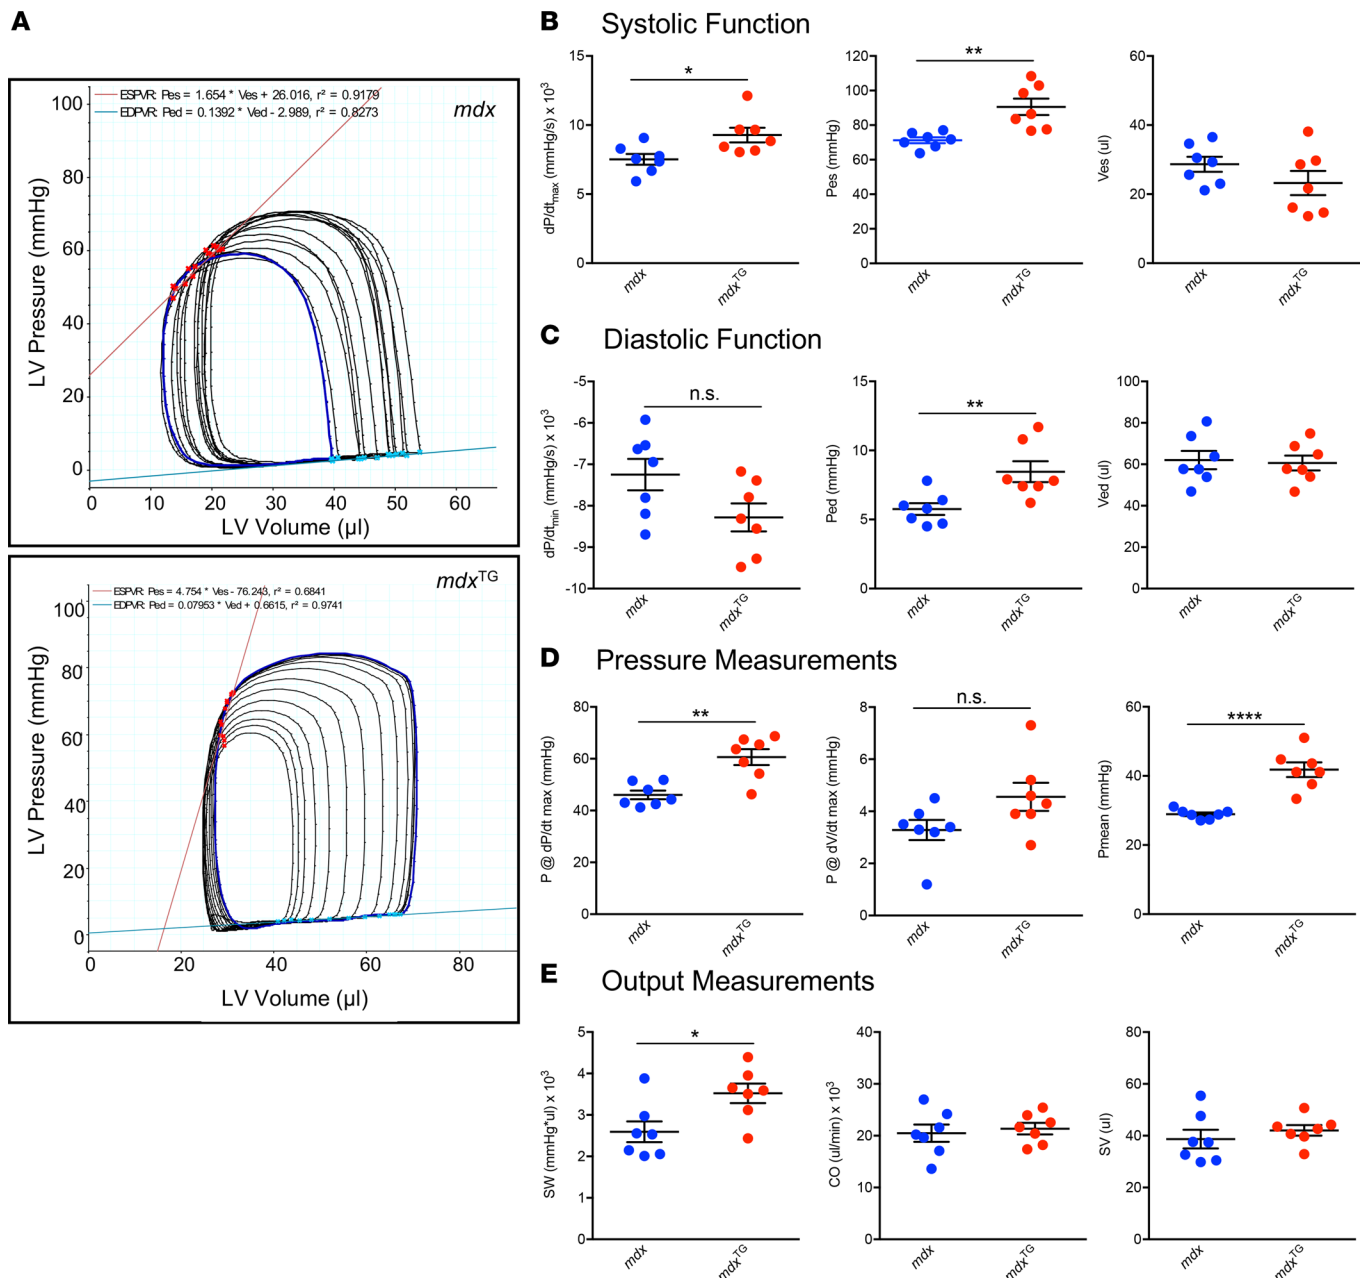 A
ESPVR: Pes = 1.654 * Ves + 26.016, r² = 0.9179
EDPVR: Ped = 0.1392 * Ved - 2.989, r² = 0.8273
mdx
LV Pressure (mmHg)
100
80
60
40
20
0
0 10 20 30 40 50 60
LV Volume (µl)
mdxTG
ESPVR: Pes = 4.754 * Ves - 76.243, r² = 0.6841
EDPVR: Ped = 0.07953 * Ved + 0.6615, r² = 0.9741
LV Pressure (mmHg)
100
80
60
40
20
0
0 20 40 60 80
LV Volume (µl)
B Systolic Function
dP/dtmax (mmHg/s) x 10³
15
10
5
0
*
mdx
mdxTG
Pes (mmHg)
120
100
80
60
40
20
0
**
mdx
mdxTG
Ves (ul)
60
40
20
0
mdx
mdxTG
C Diastolic Function
dP/dtmin (mmHg/s) x 10³
-5
-6
-7
-8
-9
-10
n.s.
mdx
mdxTG
Ped (mmHg)
15
10
5
0
**
mdx
mdxTG
Ved (ul)
100
80
60
40
20
0
mdx
mdxTG
D Pressure Measurements
P @ dP/dt max (mmHg)
80
60
40
20
0
**
mdx
mdxTG
P @ dV/dt max (mmHg)
8
6
4
2
0
n.s.
mdx
mdxTG
Pmean (mmHg)
60
40
20
0
****
mdx
mdxTG
E Output Measurements
SW (mmHg*ul) x 10³
5
4
3
2
1
0
*
mdx
mdxTG
CO (ul/min) x 10³
40
30
20
10
0
mdx
mdxTG
SV (ul)
80
60
40
20
0
mdx
mdxTG